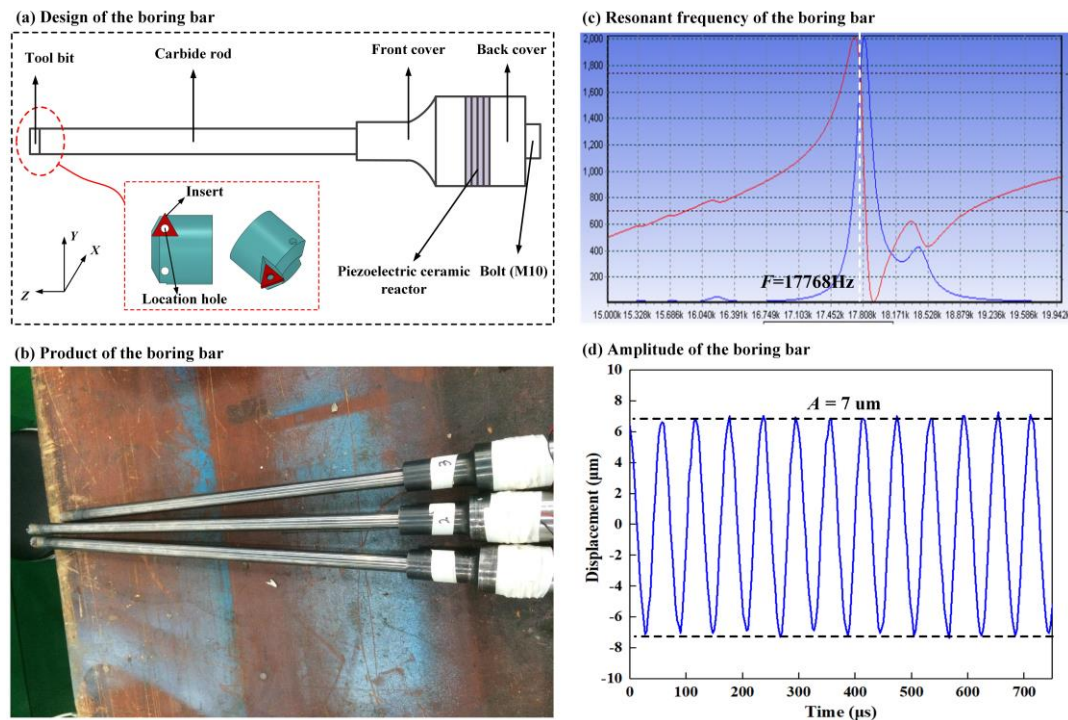 (a) Design of the boring bar
Tool bit
Carbide rod
Front cover
Back cover
Insert
Location hole
Y
X
Z
Piezoelectric ceramic
reactor
Bolt (M10)
(b) Product of the boring bar
3
2
1
(c) Resonant frequency of the boring bar
2,000
1,800
1,600
1,400
1,200
1,000
800
600
400
200
F=17768Hz
15.000k 15.328k 15.686k 16.040k 16.391k 16.749k 17.103k 17.452k 17.808k 18.171k 18.528k 18.879k 19.236k 19.586k 19.942k
(d) Amplitude of the boring bar
10
8
6
4
2
0
-2
-4
-6
-8
-10
A = 7 um
Displacement (μm)
0 100 200 300 400 500 600 700
Time (μs)